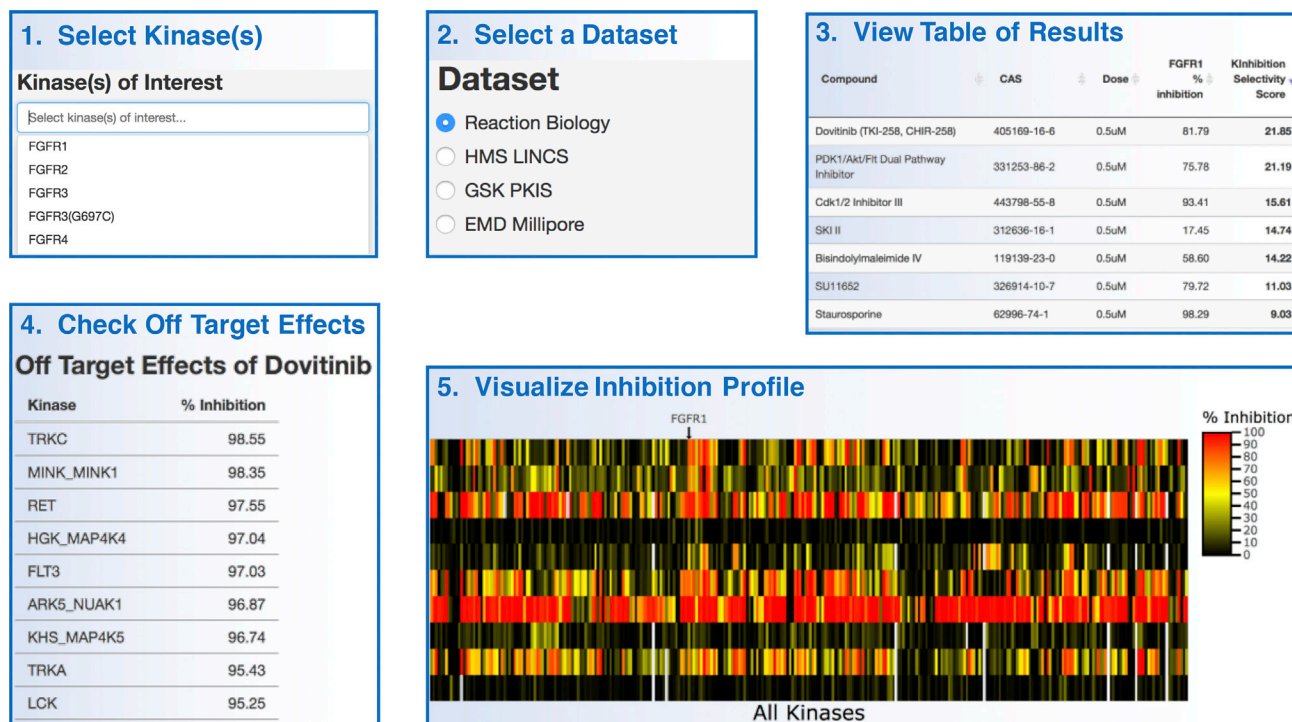 1. Select Kinase(s)
Kinase(s) of Interest
Select kinase(s) of interest...
FGFR1
FGFR2
FGFR3
FGFR3(G697C)
FGFR4
2. Select a Dataset
Dataset
Reaction Biology
HMS LINCS
GSK PKIS
EMD Millipore
3. View Table of Results
Compound CAS Dose FGFR1 % inhibition KInhibition Selectivity Score
Dovitinib (TKI-258, CHIR-258) 405169-16-6 0.5uM 81.79 21.85
PDK1/Akt/Flt Dual Pathway
Inhibitor 331253-86-2 0.5uM 75.78 21.19
Cdk1/2 Inhibitor III 443798-55-8 0.5uM 93.41 15.61
SKI II 312636-16-1 0.5uM 17.45 14.74
Bisindolylmaleimide IV 119139-23-0 0.5uM 58.60 14.22
SU11652 326914-10-7 0.5uM 79.72 11.03
Staurosporine 62996-74-1 0.5uM 98.29 9.03
4. Check Off Target Effects
Off Target Effects of Dovitinib
Kinase % Inhibition
TRKC 98.55
MINK_MINK1 98.35
RET 97.55
HGK_MAP4K4 97.04
FLT3 97.03
ARK5_NUAK1 96.87
KHS_MAP4K5 96.74
TRKA 95.43
LCK 95.25
5. Visualize Inhibition Profile
FGFR1
% Inhibition
100
90
80
70
60
50
40
30
20
10
0
All Kinases